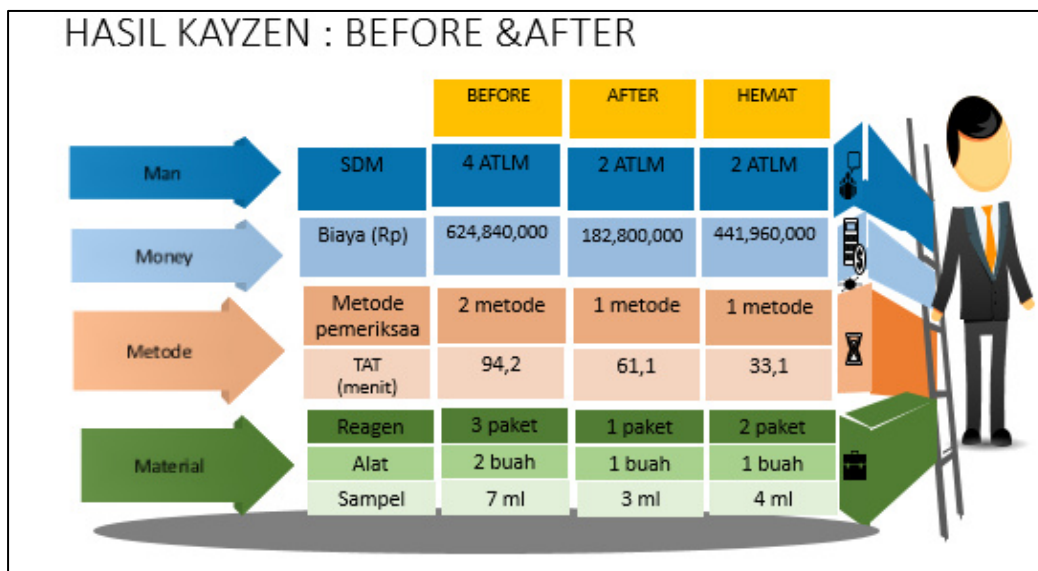 HASIL KAYZEN : BEFORE &AFTER
BEFORE AFTER HEMAT
Man SDM 4 ATLM 2 ATLM 2 ATLM
Money Biaya (Rp) 624,840,000 182,800,000 441,960,000
Metode
Metode pemeriksaa 2 metode 1 metode 1 metode
TAT (menit) 94,2 61,1 33,1
Material
Reagen 3 paket 1 paket 2 paket
Alat 2 buah 1 buah 1 buah
Sampel 7 ml 3 ml 4 ml